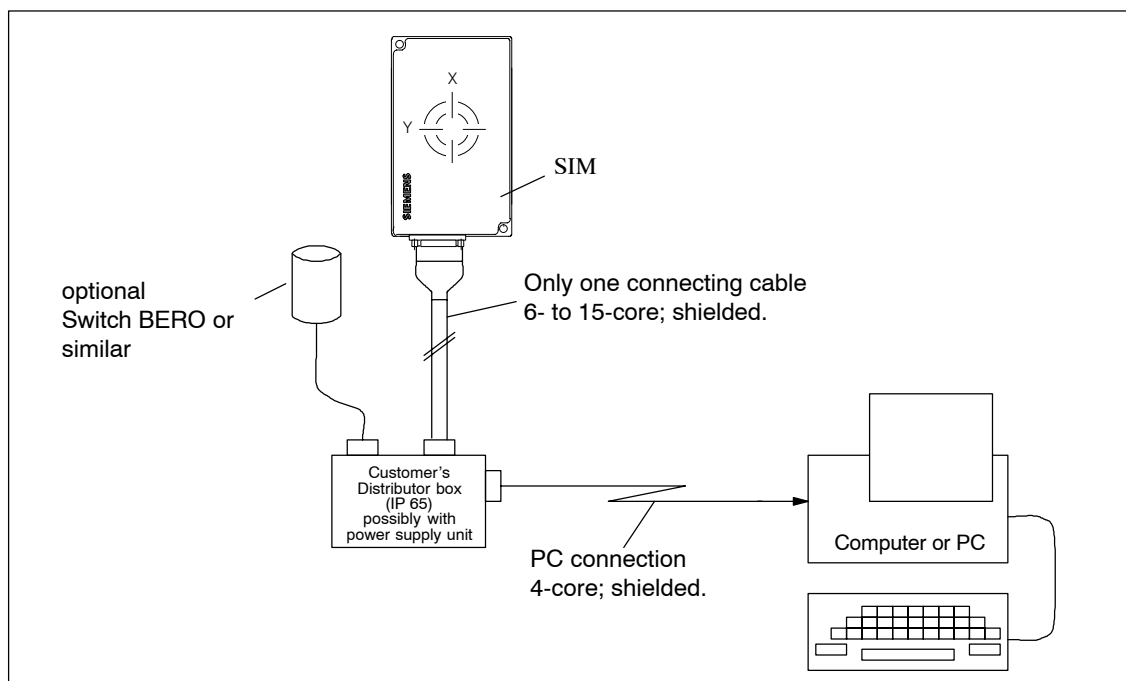 X
Y
SIEMENS
SIM
optional
Switch BERO or
similar
Only one connecting cable
6- to 15-core; shielded.
Customer's
Distributor box
(IP 65)
possibly with
power supply unit
PC connection
4-core; shielded.
Computer or PC